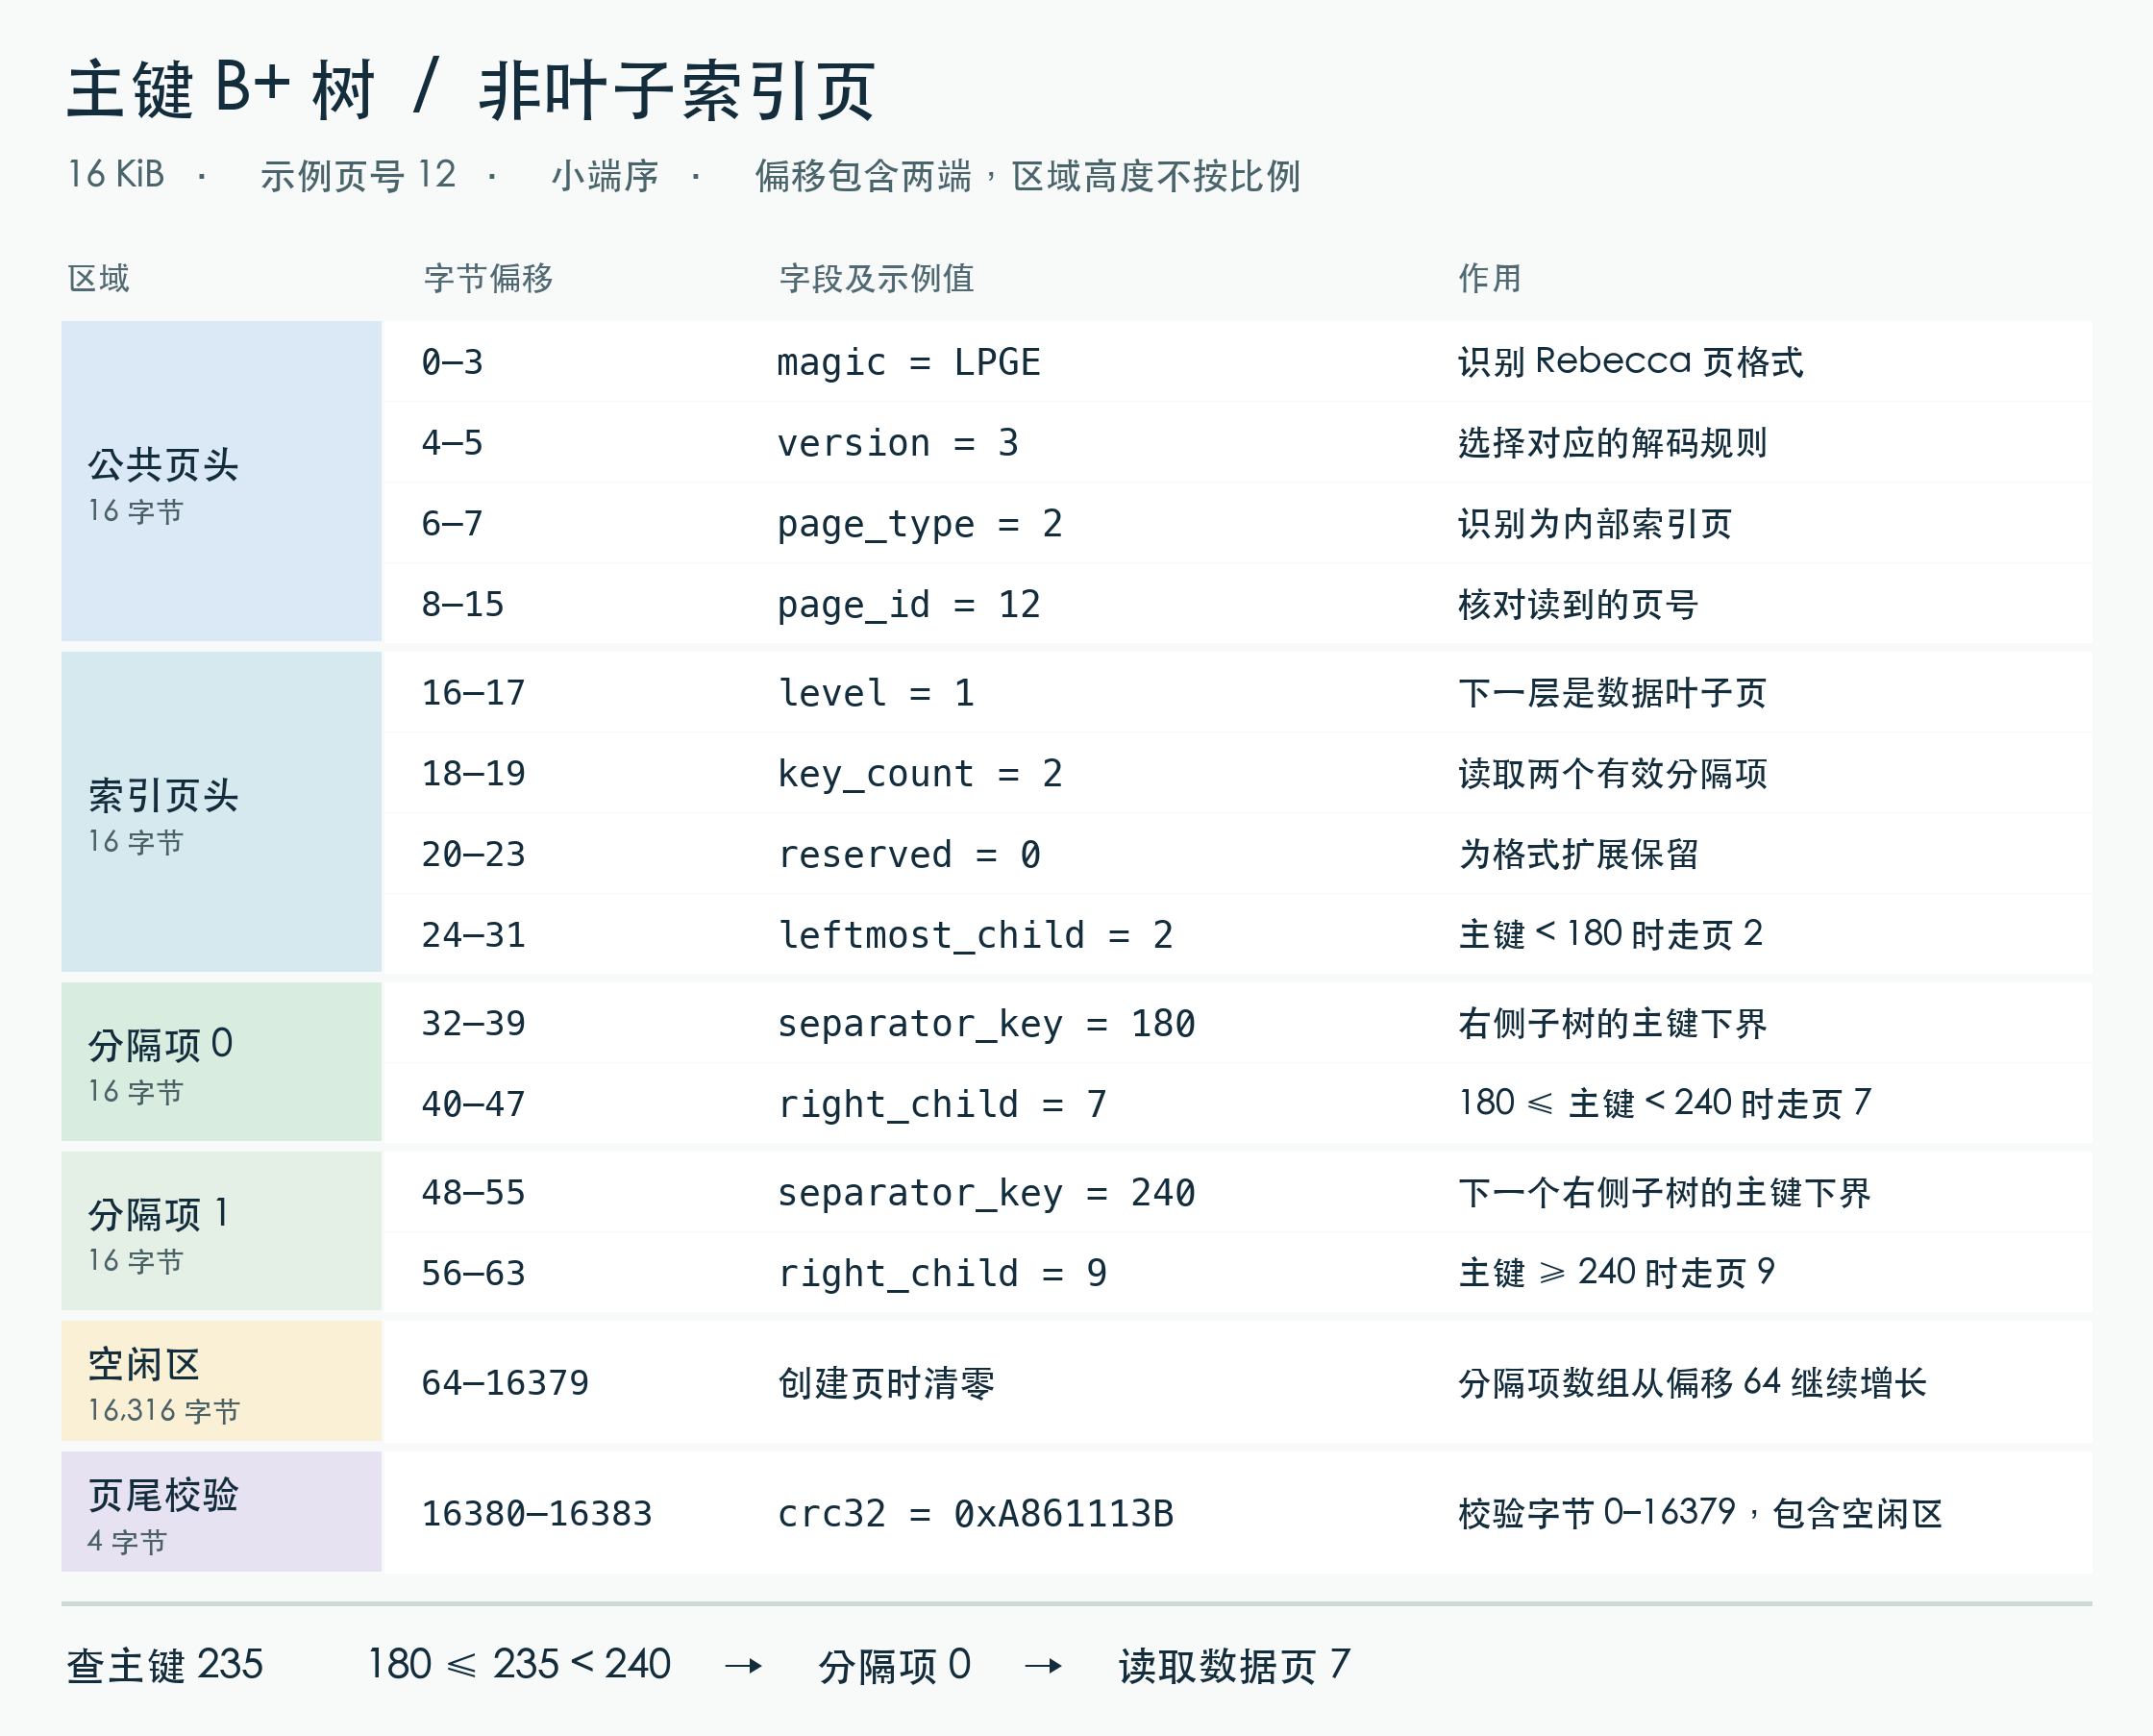 主键 B+ 树 / 非叶子索引页
16 KiB · 示例页号 12 · 小端序 · 偏移包含两端，区域高度不按比例
区域 字节偏移 字段及示例值 作用
公共页头
16 字节
0–3 magic = LPGE 识别 Rebecca 页格式
4–5 version = 3 选择对应的解码规则
6–7 page_type = 2 识别为内部索引页
8–15 page_id = 12 核对读到的页号
索引页头
16 字节
16–17 level = 1 下一层是数据叶子页
18–19 key_count = 2 读取两个有效分隔项
20–23 reserved = 0 为格式扩展保留
24–31 leftmost_child = 2 主键 < 180 时走页 2
分隔项 0
16 字节
32–39 separator_key = 180 右侧子树的主键下界
40–47 right_child = 7 180 ⩽ 主键 < 240 时走页 7
分隔项 1
16 字节
48–55 separator_key = 240 下一个右侧子树的主键下界
56–63 right_child = 9 主键 ⩾ 240 时走页 9
空闲区
16,316 字节
64–16379 创建页时清零 分隔项数组从偏移 64 继续增长
页尾校验
4 字节
16380–16383 crc32 = 0xA861113B 校验字节 0–16379，包含空闲区
查主键 235 180 ⩽ 235 < 240 → 分隔项 0 → 读取数据页 7